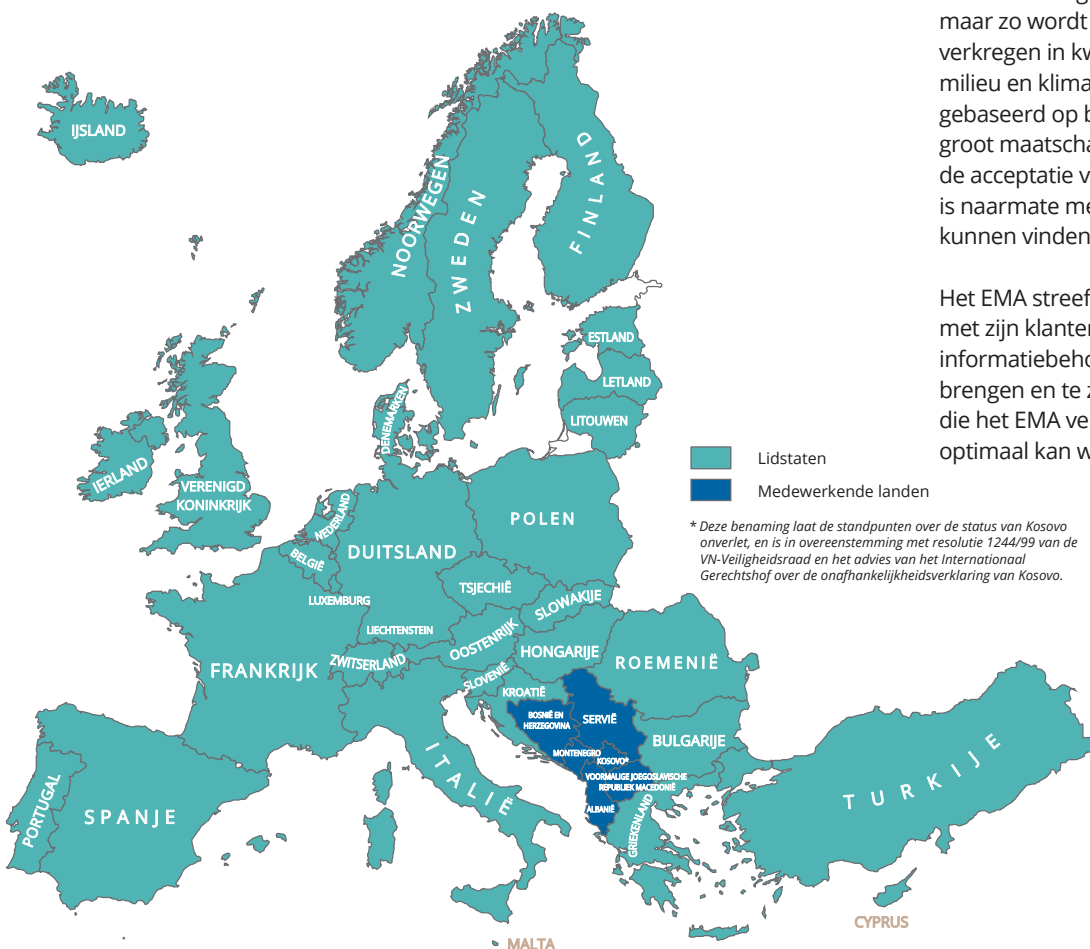 maar zo wordt
verkregen in kw
milieu en klima
gebaseerd op b
groot maatscha
de acceptatie v
is naarmate me
kunnen vinden
Het EMA streef
met zijn klanten
informatiebeho
brengen en te z
die het EMA ve
optimaal kan w
IJSLAND
NOORWEGEN
ZWEDEN
FINLAND
ESTLAND
LETLAND
LITOUWEN
DENEMARKEN
IERLAND
VERENIGD
KONINKRIJK
NEDERLAND
BELGIË
DUITSLAND
POLEN
LUXEMBURG
TSJECHIË
SLOWAKIJE
LIECHTENSTEIN
OOSTENRIJK
HONGARIJE
ROEMENIË
FRANKRIJK
ZWITSERLAND
SLOVENIË
KROATIË
BOSNIË EN
HERZEGOVINA
SERVIË
MONTENEGRO
KOSOVO*
BULGARIJE
VOORMALIGE JOEGOSLAVISCHE
REPUBLIEK MACEDONIË
ALBANIË
GRIEKENLAND
ITALIË
TURKIJE
PORTUGAL
SPANJE
CYPRUS
MALTA
Lidstaten
Medewerkende landen
* Deze benaming laat de standpunten over de status van Kosovo
onverlet, en is in overeenstemming met resolutie 1244/99 van de
VN-Veiligheidsraad en het advies van het Internationaal
Gerechtshof over de onafhankelijkheidsverklaring van Kosovo.